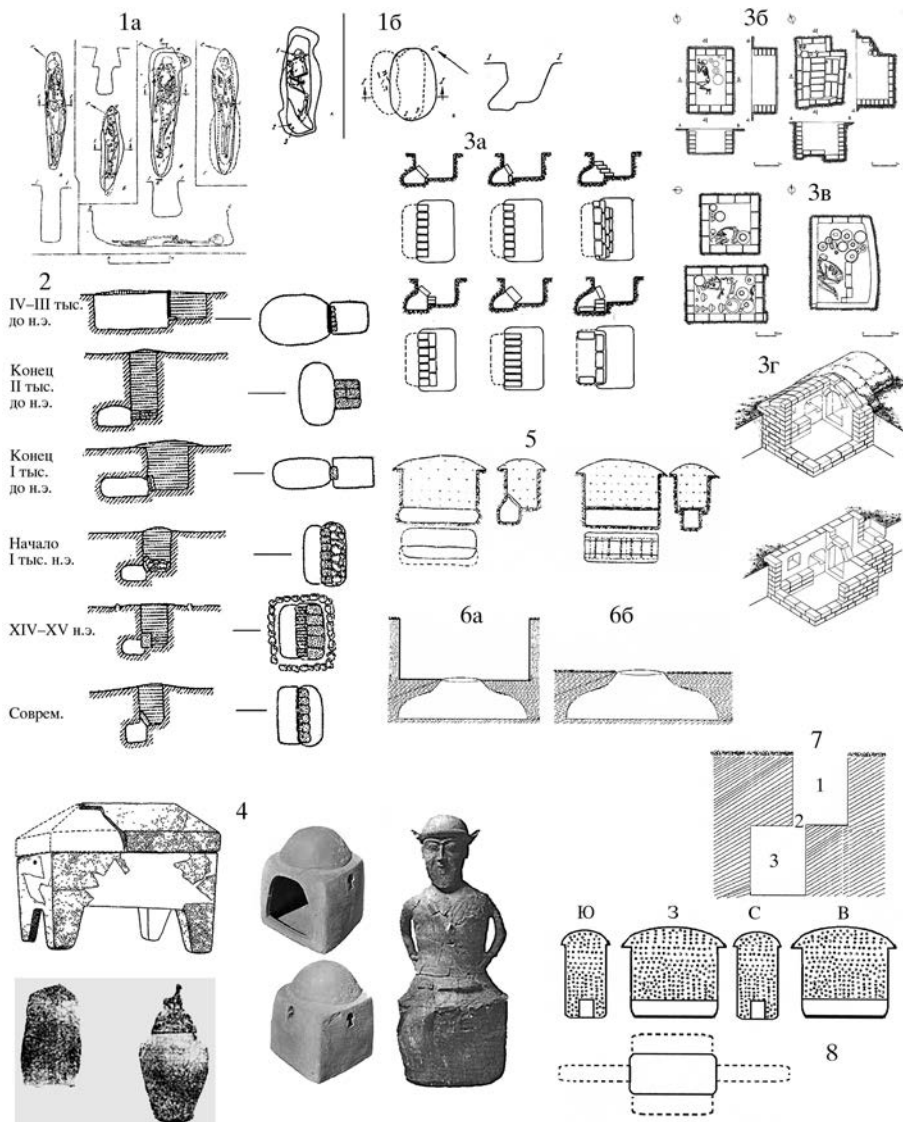 1а
1б
3б
3а
3в
2
IV–III тыс.
до н.э.
Конец
II тыс.
до н.э.
3г
Конец
I тыс.
до н.э.
5
Начало
I тыс. н.э.
6а
6б
XIV–XV н.э.
Соврем.
7
1
2
3
4
Ю
З
С
В
8